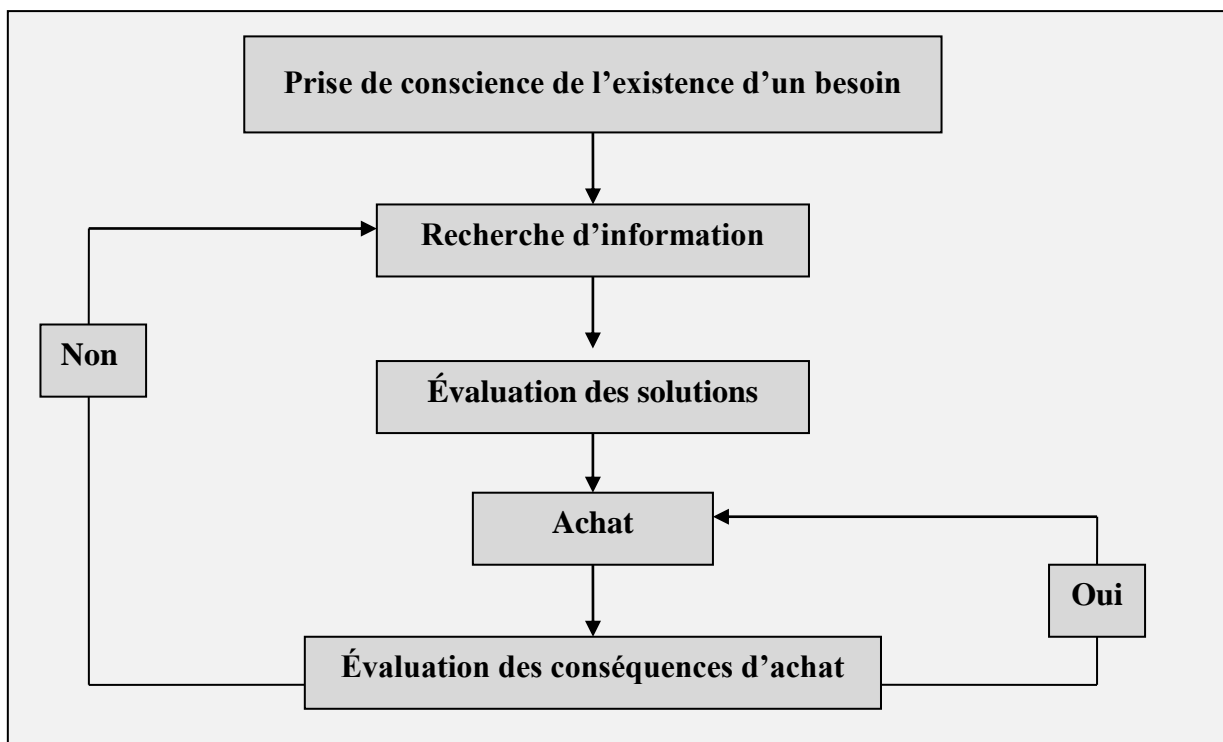 Prise de conscience de l’existence d’un besoin
Recherche d’information
Non
Évaluation des solutions
Achat
Oui
Évaluation des conséquences d’achat